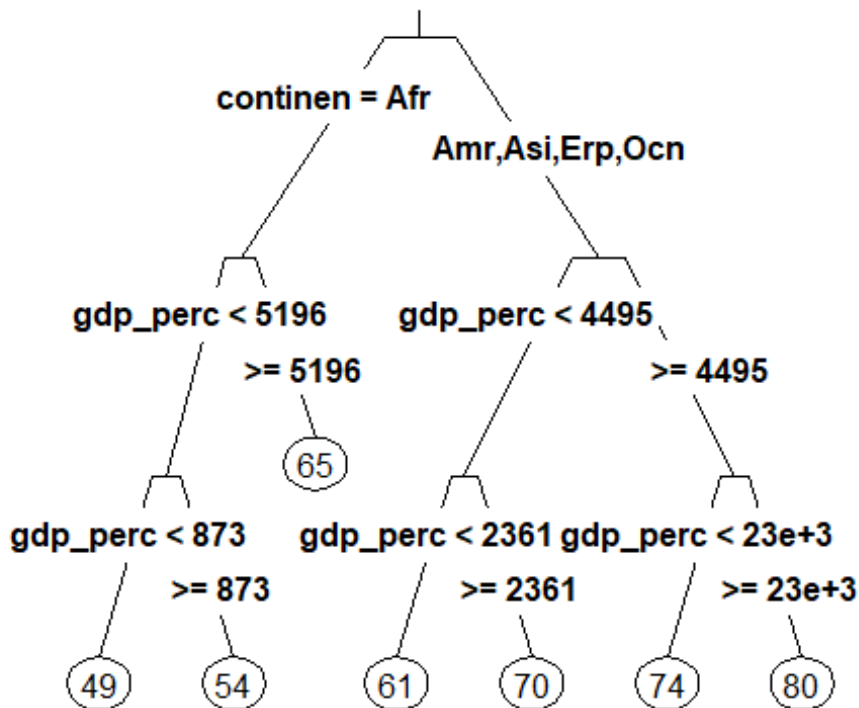 continen = Afr
Amr,Asi,Erp,Ocn
gdp_perc < 5196
gdp_perc < 4495
>= 5196
>= 4495
65
gdp_perc < 873
gdp_perc < 2361
gdp_perc < 23e+3
>= 873
>= 2361
>= 23e+3
49
54
61
70
74
80